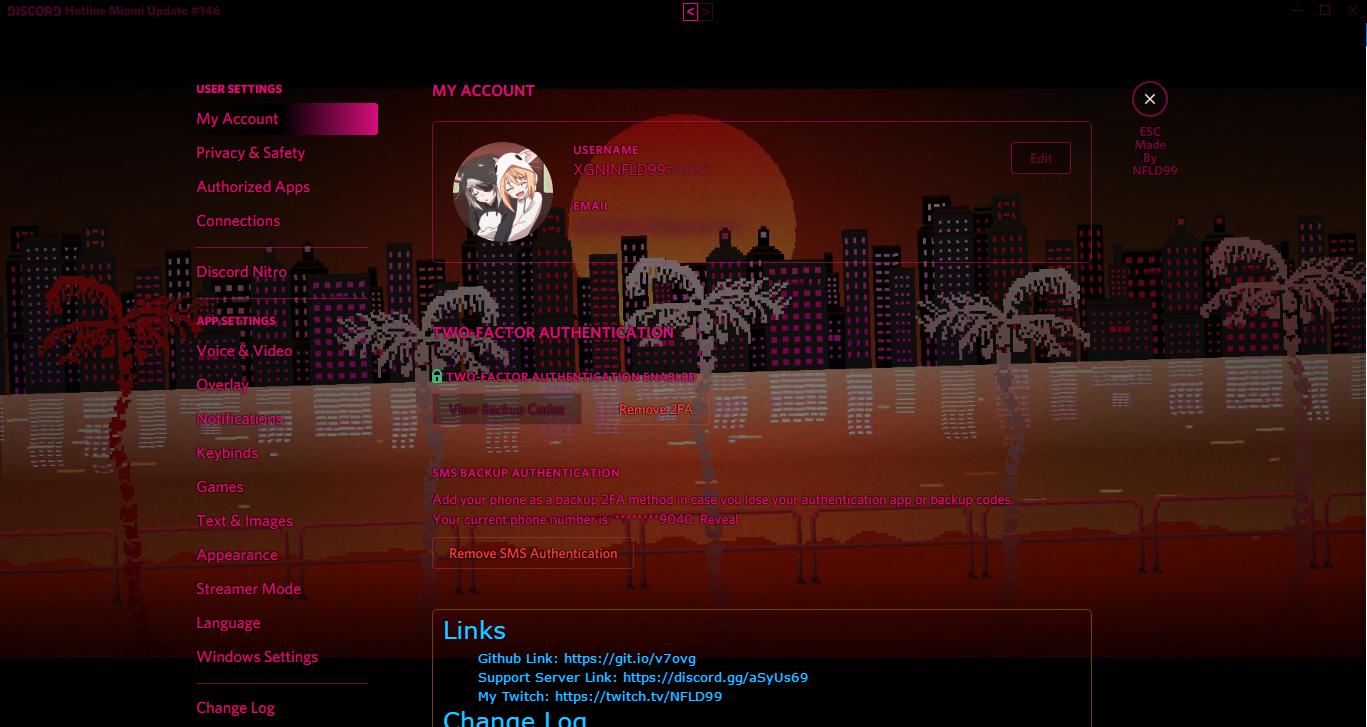 DISCORD Hotline Miami Update #146
< >
USER SETTINGS
My Account
Privacy & Safety
Authorized Apps
Connections
Discord Nitro
APP SETTINGS
Voice & Video
Overlay
Notifications
Keybinds
Games
Text & Images
Appearance
Streamer Mode
Language
Windows Settings
Change Log
MY ACCOUNT
USERNAME
XGN|NFLD99
Edit
EMAIL
TWO-FACTOR AUTHENTICATION
TWO-FACTOR AUTHENTICATION ENABLED
View Backup Codes
Remove 2FA
SMS BACKUP AUTHENTICATION
Add your phone as a backup 2FA method in case you lose your authentication app or backup codes.
Your current phone number is: ********9040. Reveal
Remove SMS Authentication
Links
Github Link: https://git.io/v7ovg
Support Server Link: https://discord.gg/aSyUs69
My Twitch: https://twitch.tv/NFLD99
Change Log
ESC
Made
By
NFLD99